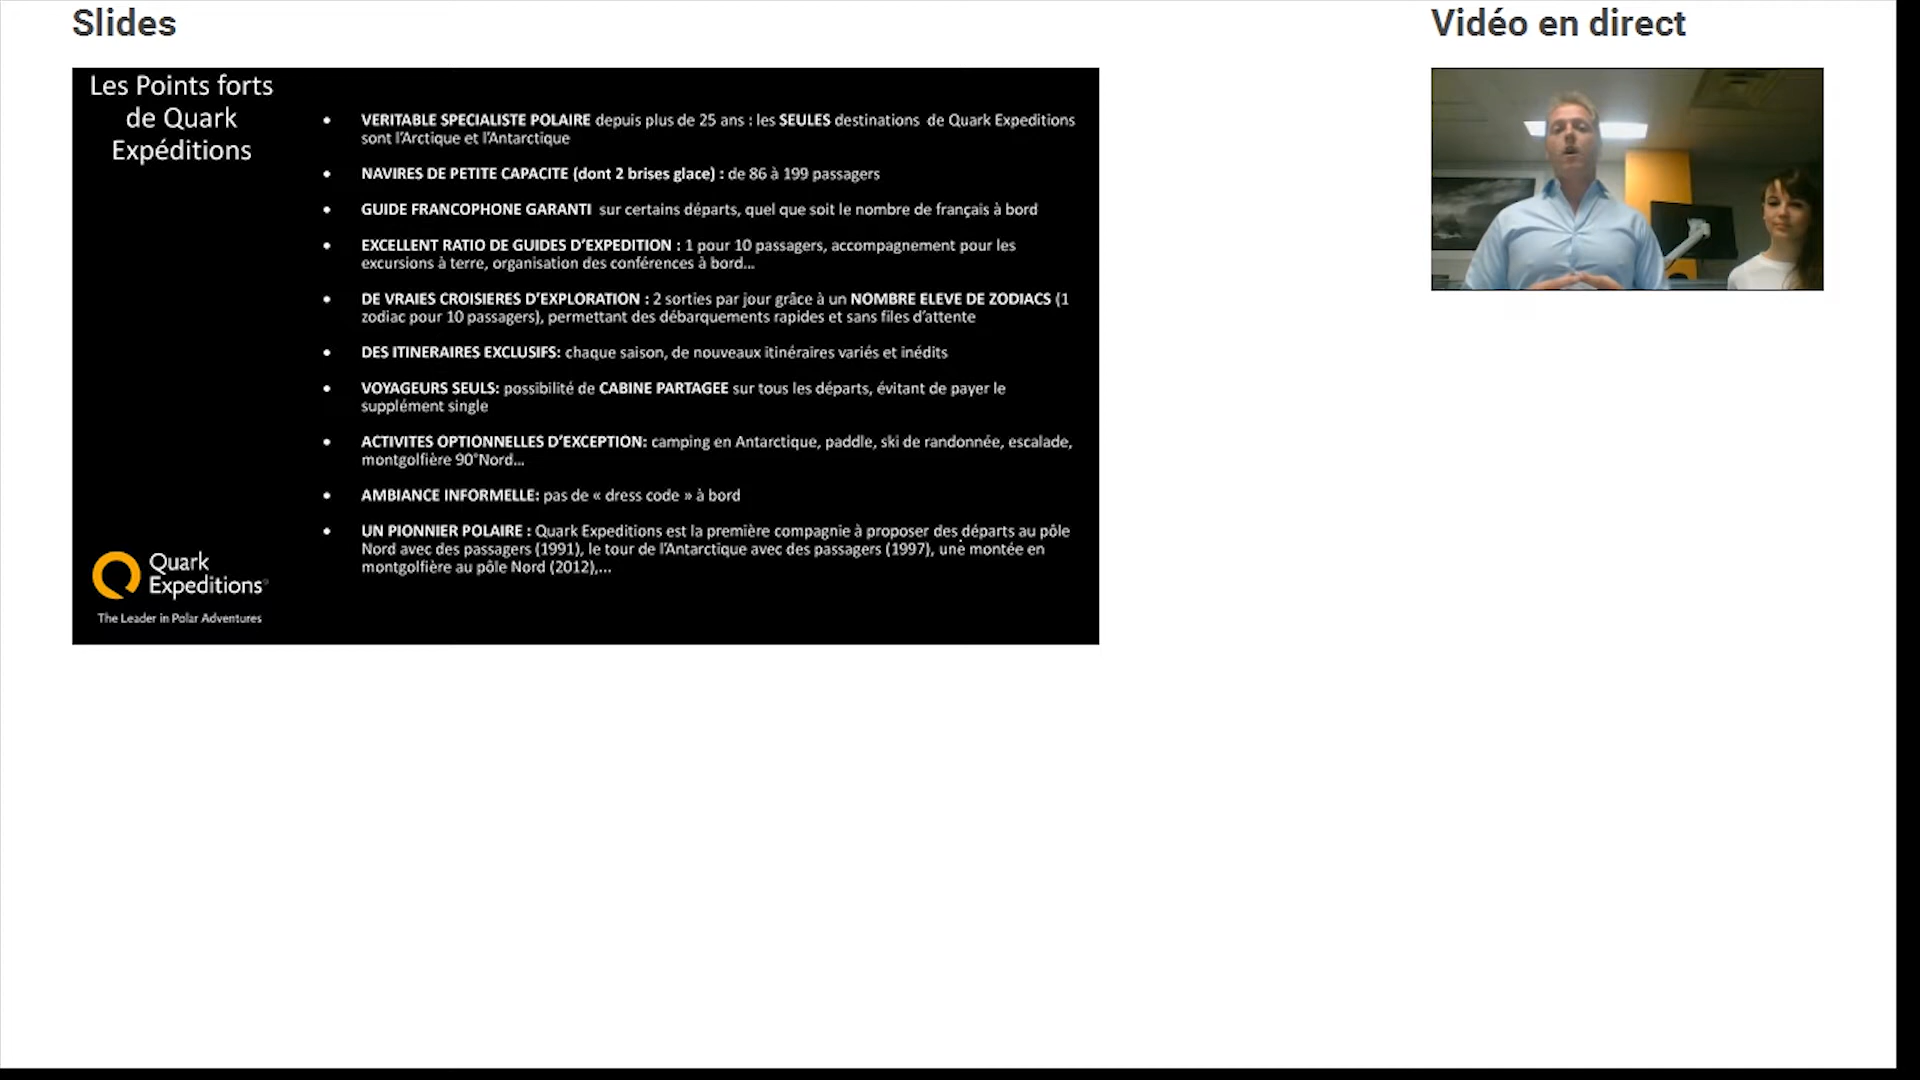 Slides
Vidéo en direct
Les Points forts
de Quark
Expéditions
• VERITABLE SPECIALISTE POLAIRE depuis plus de 25 ans : les SEULES destinations de Quark Expeditions
sont l'Arctique et l'Antarctique
• NAVIRES DE PETITE CAPACITE (dont 2 brises glace) : de 86 à 199 passagers
• GUIDE FRANCOPHONE GARANTI sur certains départs, quel que soit le nombre de français à bord
• EXCELLENT RATIO DE GUIDES D'EXPEDITION : 1 pour 10 passagers, accompagnement pour les
excursions à terre, organisation des conférences à bord...
• DE VRAIES CROISIERES D'EXPLORATION : 2 sorties par jour grâce à un NOMBRE ELEVE DE ZODIACS (1
zodiac pour 10 passagers), permettant des débarquements rapides et sans files d'attente
• DES ITINERAIRES EXCLUSIFS: chaque saison, de nouveaux itinéraires variés et inédits
• VOYAGEURS SEULS: possibilité de CABINE PARTAGEE sur tous les départs, évitant de payer le
supplément single
• ACTIVITES OPTIONNELLES D'EXCEPTION: camping en Antarctique, paddle, ski de randonnée, escalade,
montgolfière 90°Nord...
• AMBIANCE INFORMELLE: pas de « dress code » à bord
• UN PIONNIER POLAIRE : Quark Expeditions est la première compagnie à proposer des départs au pôle
Nord avec des passagers (1991), le tour de l'Antarctique avec des passagers (1997), une montée en
montgolfière au pôle Nord (2012),...
Quark
Expeditions®
The Leader in Polar Adventures